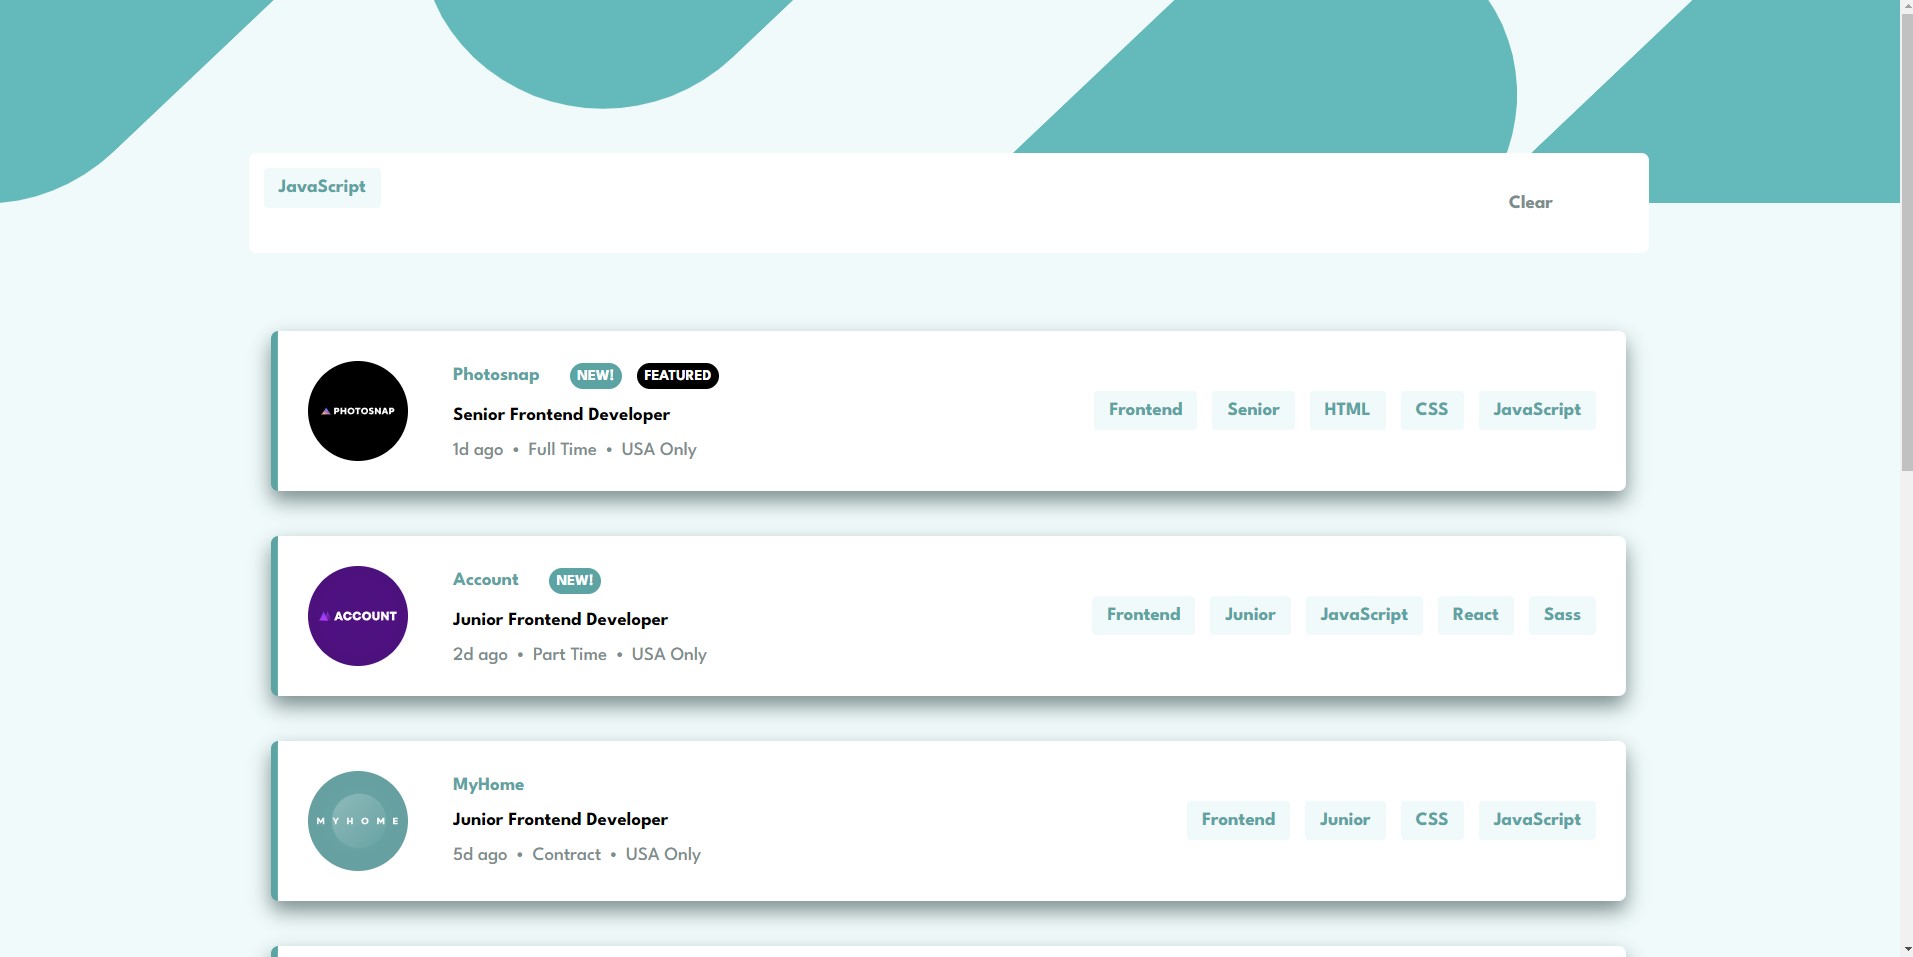 JavaScript
Clear
PHOTOSNAP
Photosnap NEW! FEATURED
Senior Frontend Developer
1d ago • Full Time • USA Only
Frontend Senior HTML CSS JavaScript
ACCOUNT
Account NEW!
Junior Frontend Developer
2d ago • Part Time • USA Only
Frontend Junior JavaScript React Sass
MYHOME
MyHome
Junior Frontend Developer
5d ago • Contract • USA Only
Frontend Junior CSS JavaScript